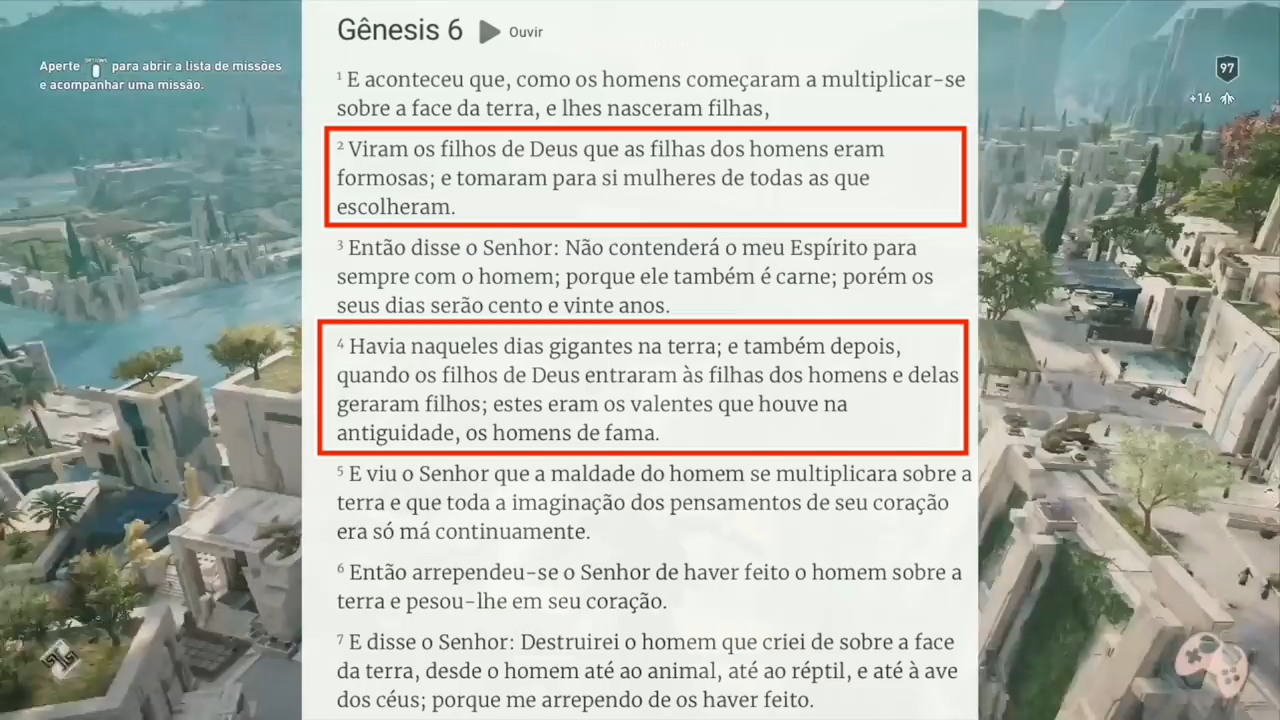 Gênesis 6 Ouvir
Aperte OPTIONS para abrir a lista de missões
e acompanhar uma missão.
97
+16
1 E aconteceu que, como os homens começaram a multiplicar-se
sobre a face da terra, e lhes nasceram filhas,
2 Viram os filhos de Deus que as filhas dos homens eram
formosas; e tomaram para si mulheres de todas as que
escolheram.
3 Então disse o Senhor: Não contenderá o meu Espírito para
sempre com o homem; porque ele também é carne; porém os
seus dias serão cento e vinte anos.
4 Havia naqueles dias gigantes na terra; e também depois,
quando os filhos de Deus entraram às filhas dos homens e delas
geraram filhos; estes eram os valentes que houve na
antiguidade, os homens de fama.
5 E viu o Senhor que a maldade do homem se multiplicara sobre a
terra e que toda a imaginação dos pensamentos de seu coração
era só má continuamente.
6 Então arrependeu-se o Senhor de haver feito o homem sobre a
terra e pesou-lhe em seu coração.
7 E disse o Senhor: Destruirei o homem que criei de sobre a face
da terra, desde o homem até ao animal, até ao réptil, e até à ave
dos céus; porque me arrependo de os haver feito.